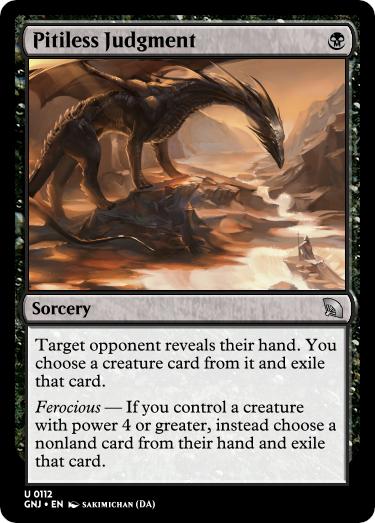 Pitiless Judgment
Sorcery
Target opponent reveals their hand. You
choose a creature card from it and exile
that card.
Ferocious — If you control a creature
with power 4 or greater, instead choose a
nonland card from their hand and exile
that card.
U 0112
GNJ • EN SAKIMICHAN (DA)